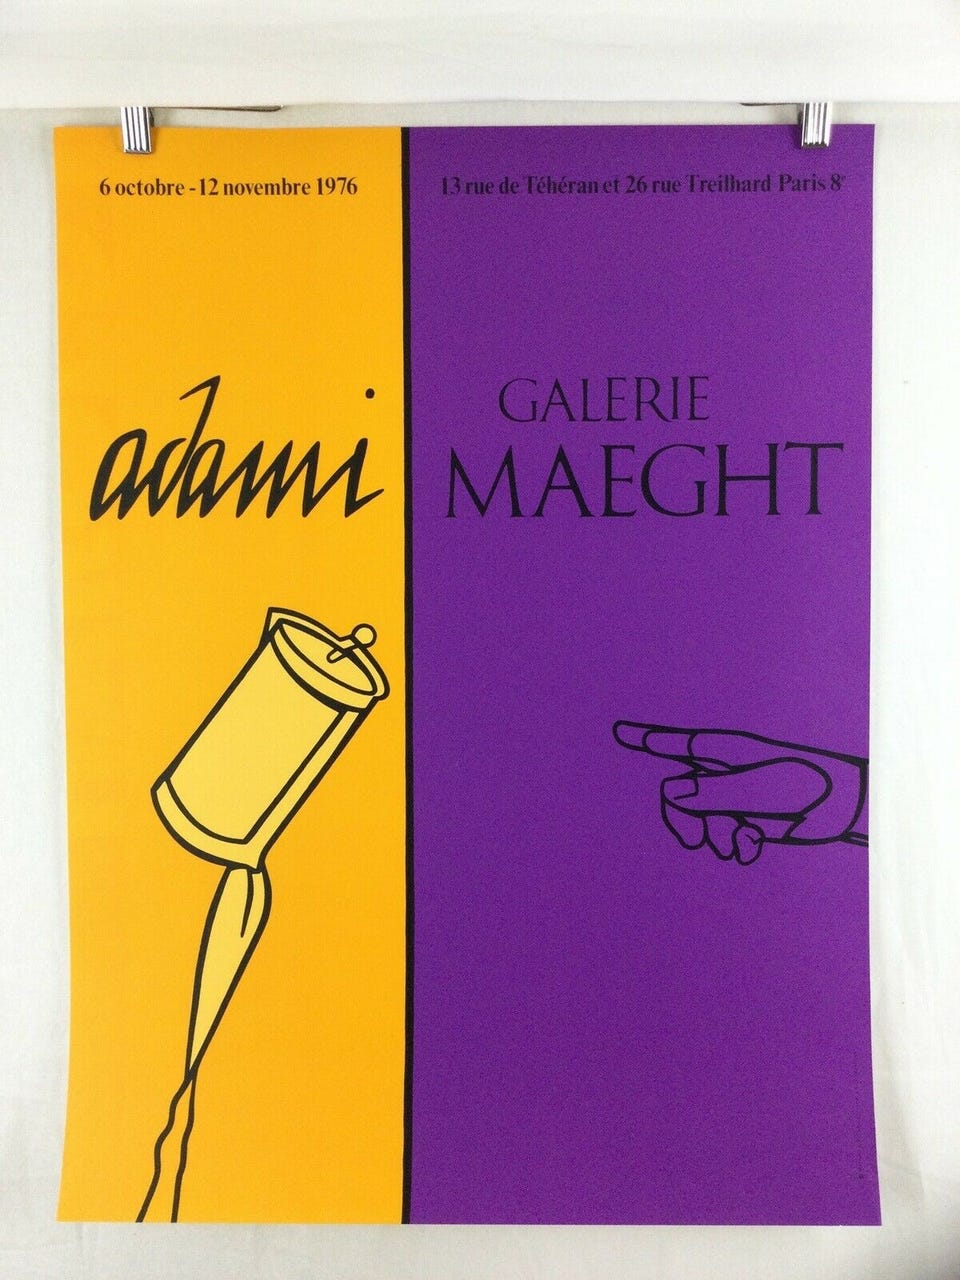 6 octobre - 12 novembre 1976
13 rue de Téhéran et 26 rue Treilhard Paris 8e
adami
GALERIE
MAEGHT